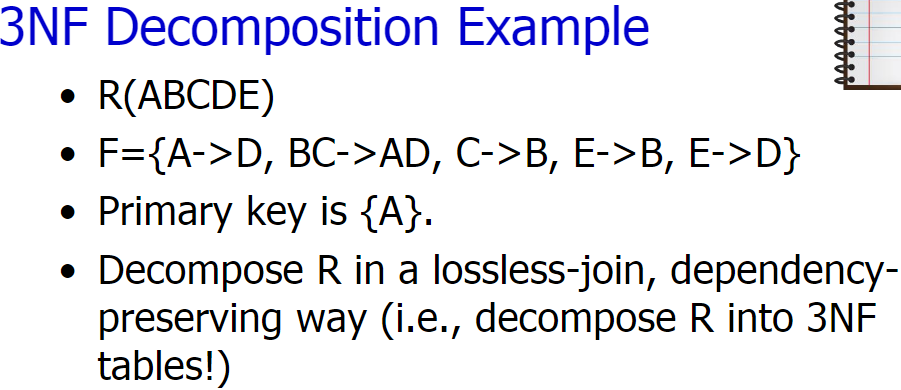 3NF Decomposition Example
• R(ABCDE)
• F={A->D, BC->AD, C->B, E->B, E->D}
• Primary key is {A}.
• Decompose R in a lossless-join, dependency-
preserving way (i.e., decompose R into 3NF
tables!)